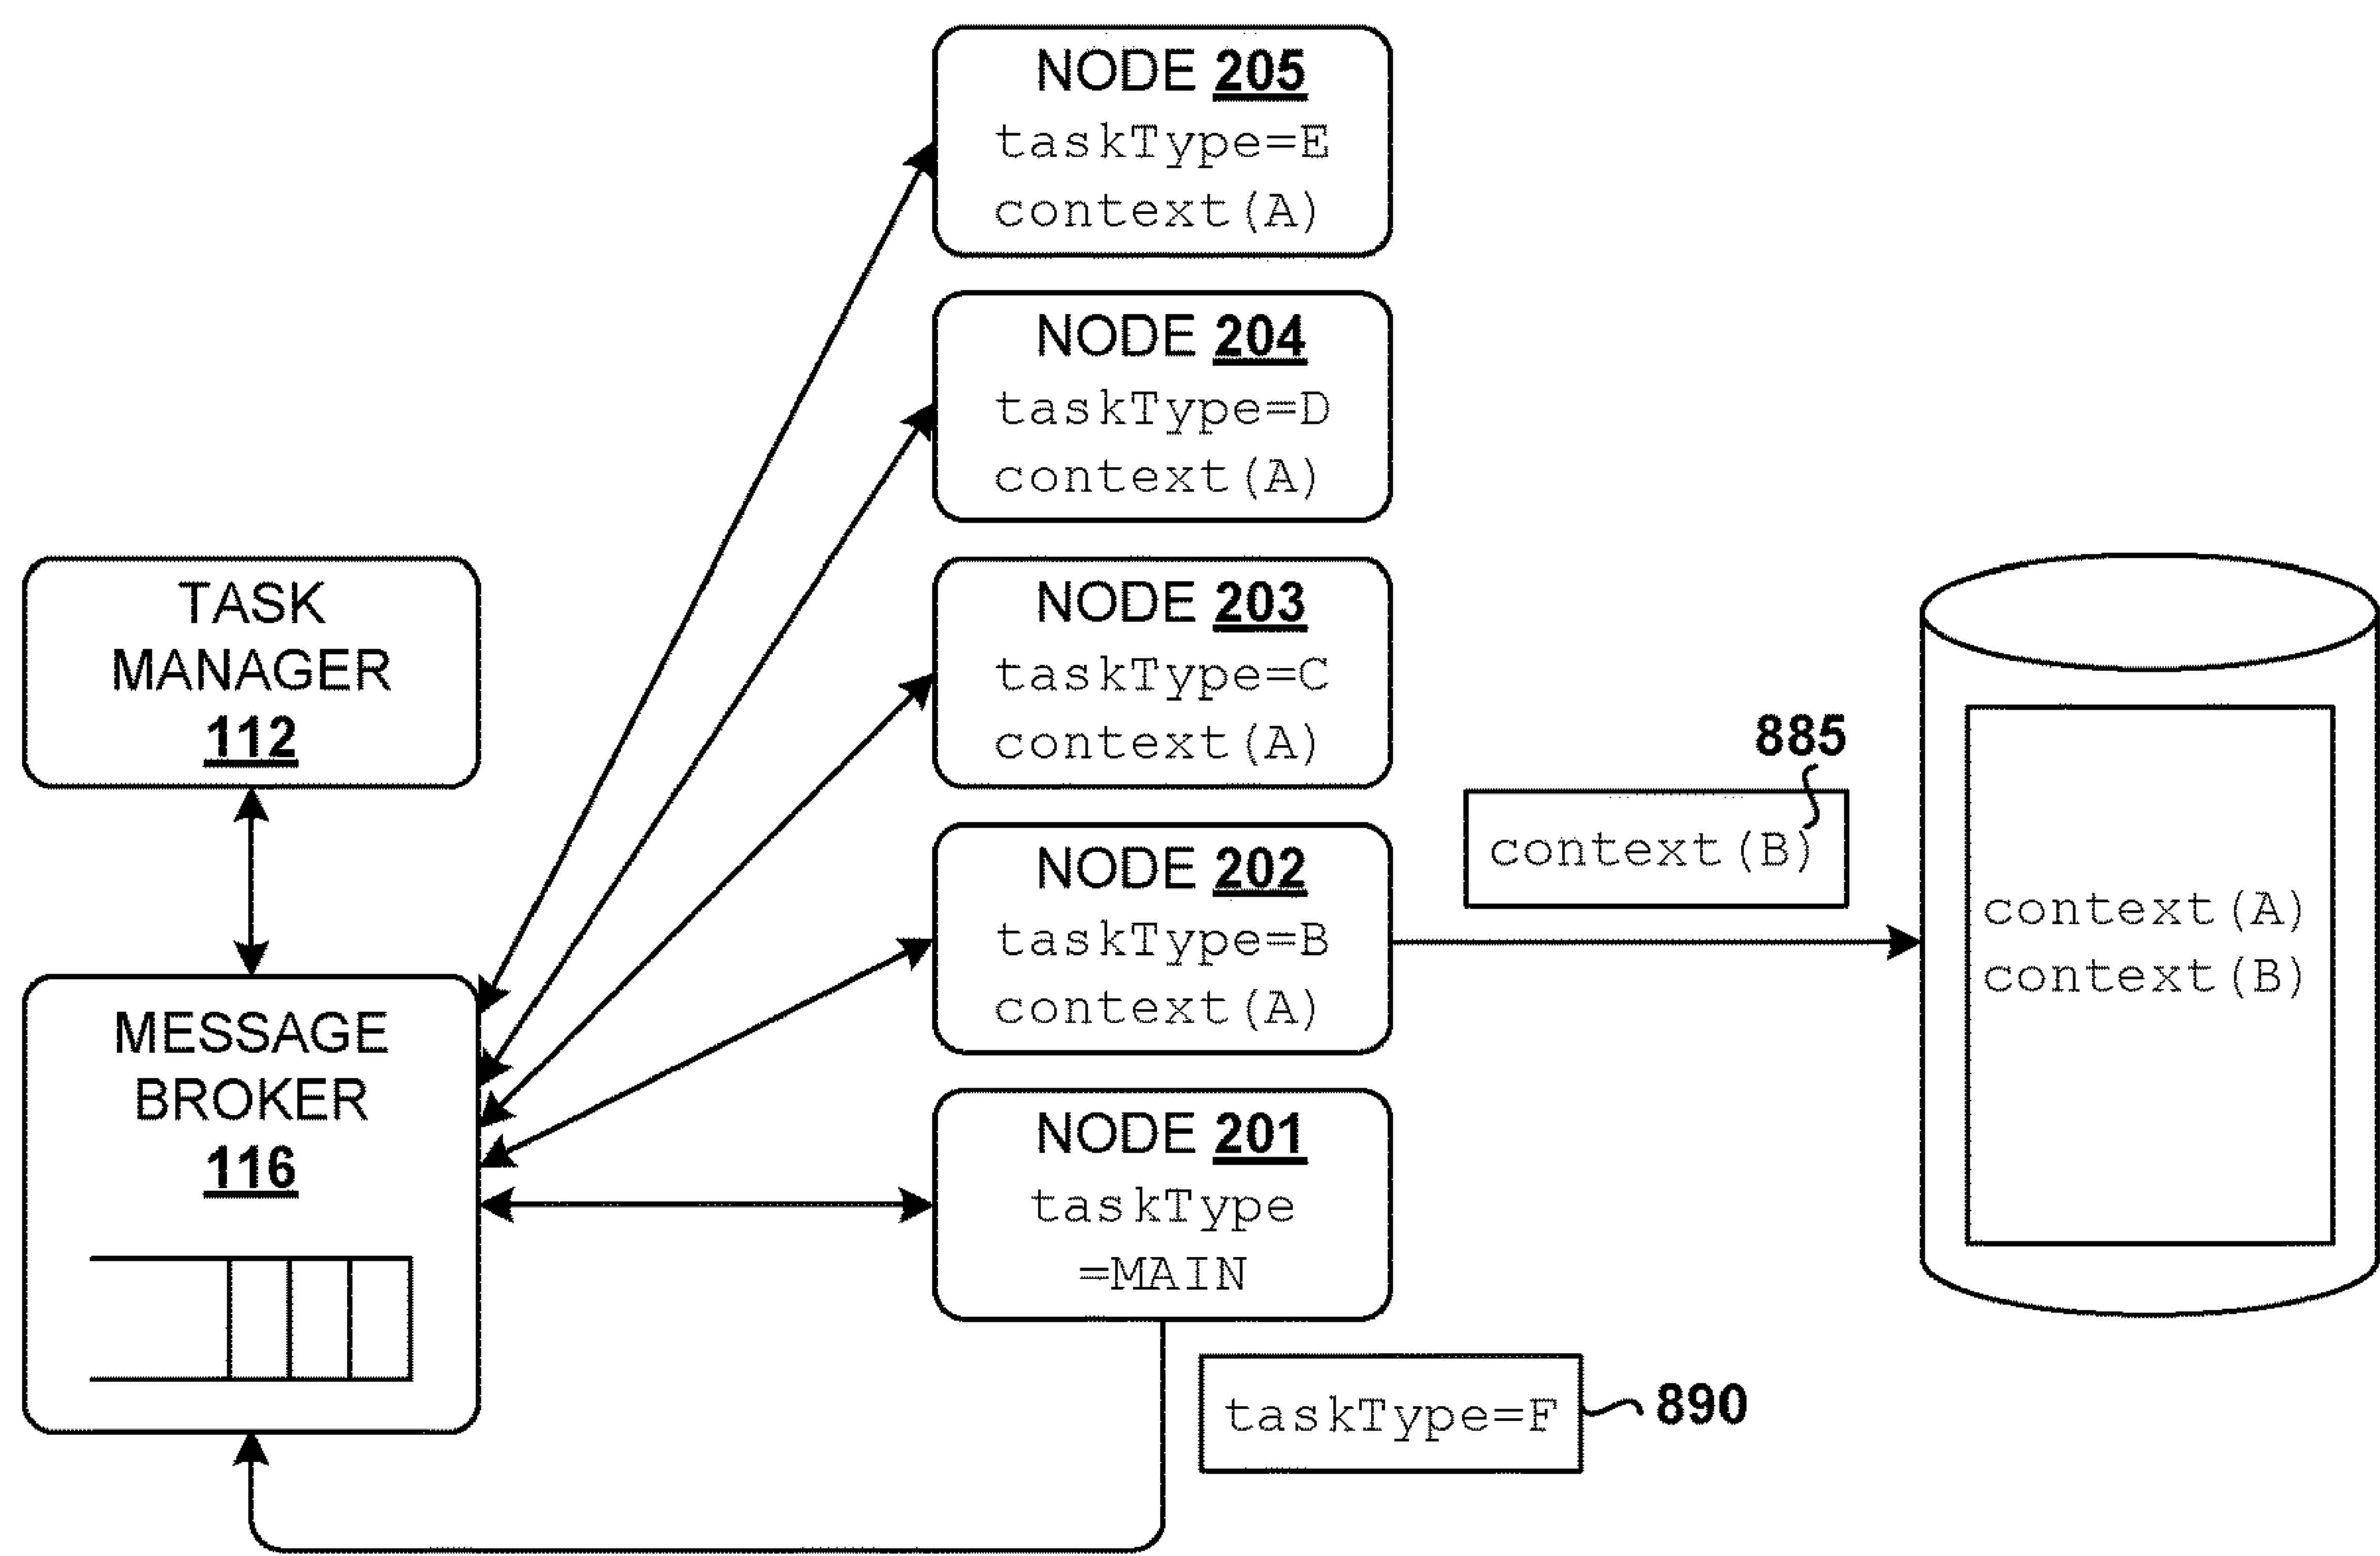 NODE 205
taskType=E
context(A)
NODE 204
taskType=D
context(A)
TASK
MANAGER
112
NODE 203
taskType=C
context(A)
885
context(B)
NODE 202
taskType=B
context(A)
context(A)
context(B)
MESSAGE
BROKER
116
NODE 201
taskType
=MAIN
taskType=F
890